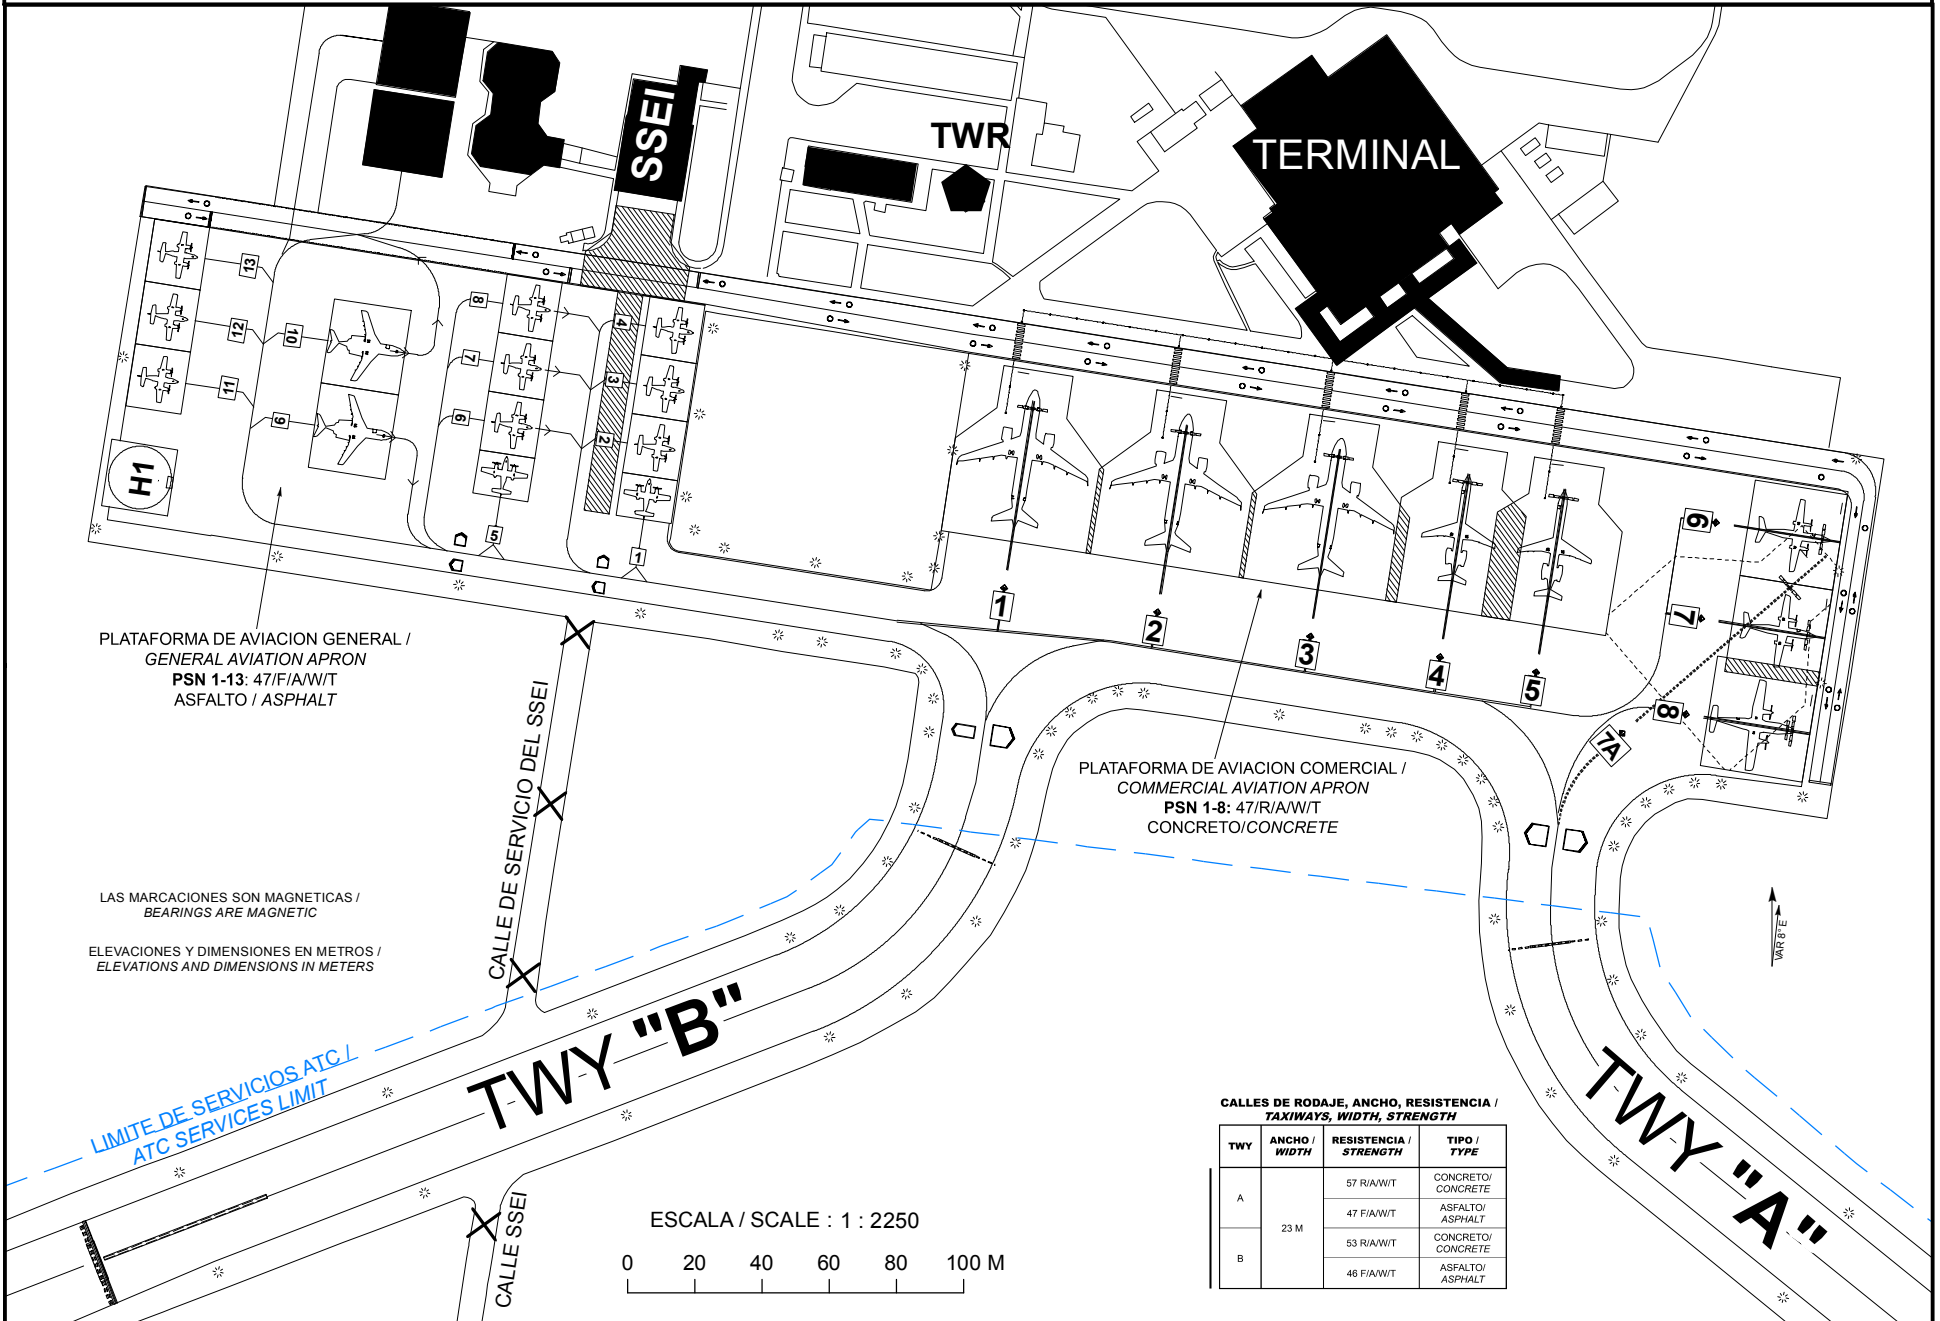 SSEI
TWR
TERMINAL
13
12
11
10
9
8
7
6
5
4
3
2
1
H1
1
2
3
4
5
6
7
8
7A
PLATAFORMA DE AVIACION GENERAL /
GENERAL AVIATION APRON
PSN 1-13: 47/F/A/W/T
ASFALTO / ASPHALT
PLATAFORMA DE AVIACION COMERCIAL /
COMMERCIAL AVIATION APRON
PSN 1-8: 47/R/A/W/T
CONCRETO/CONCRETE
CALLE DE SERVICIO DEL SSEI
LAS MARCACIONES SON MAGNETICAS /
BEARINGS ARE MAGNETIC
ELEVACIONES Y DIMENSIONES EN METROS /
ELEVATIONS AND DIMENSIONS IN METERS
VAR 8° E
LIMITE DE SERVICIOS ATC /
ATC SERVICES LIMIT
TWY "B"
TWY "A"
CALLE SSEI
ESCALA / SCALE : 1 : 2250
0 20 40 60 80 100 M
CALLES DE RODAJE, ANCHO, RESISTENCIA /
TAXIWAYS, WIDTH, STRENGTH
TWY ANCHO / WIDTH RESISTENCIA / STRENGTH TIPO / TYPE
A 23 M 57 R/A/W/T CONCRETO/ CONCRETE
47 F/A/W/T ASFALTO/ ASPHALT
B 53 R/A/W/T CONCRETO/ CONCRETE
46 F/A/W/T ASFALTO/ ASPHALT